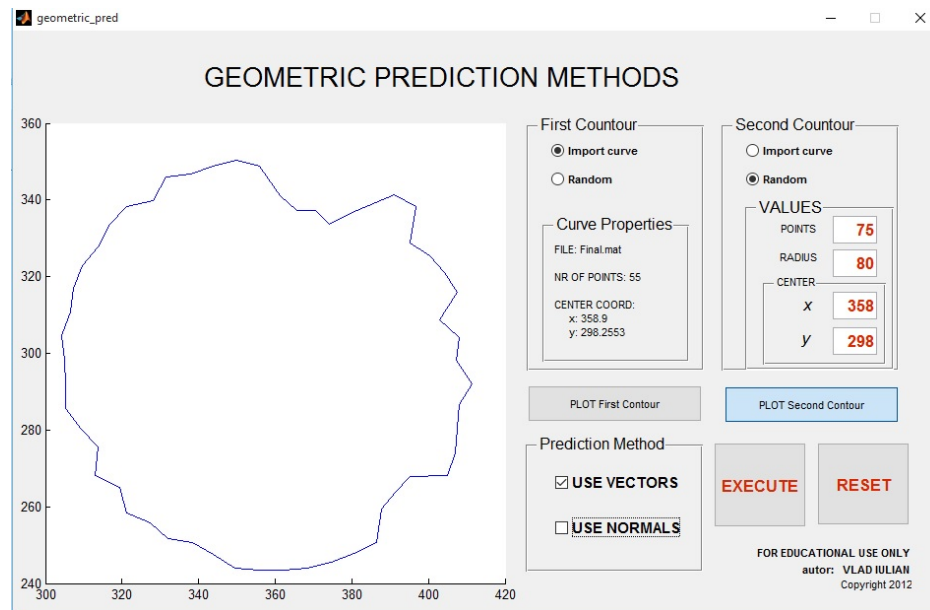 geometric_pred
GEOMETRIC PREDICTION METHODS
360
340
320
300
280
260
240
300
320
340
360
380
400
420
First Countour
Import curve
Random
Curve Properties
FILE: Final.mat
NR OF POINTS: 55
CENTER COORD:
x: 358.9
y: 298.2553
Second Countour
Import curve
Random
VALUES
POINTS 75
RADIUS 80
CENTER
x 358
y 298
PLOT First Contour
PLOT Second Contour
Prediction Method
USE VECTORS
USE NORMALS
EXECUTE
RESET
FOR EDUCATIONAL USE ONLY
autor: VLAD IULIAN
Copyright 2012